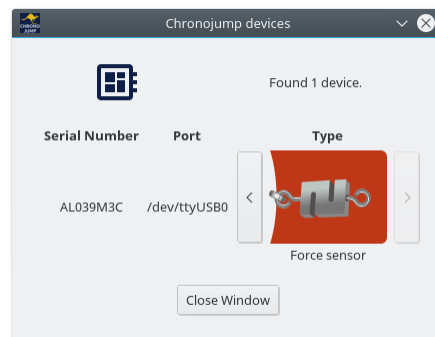 CHRONO
JUMP
Chronojump devices
Found 1 device.
Serial Number Port Type
AL039M3C /dev/ttyUSB0
Force sensor
Close Window